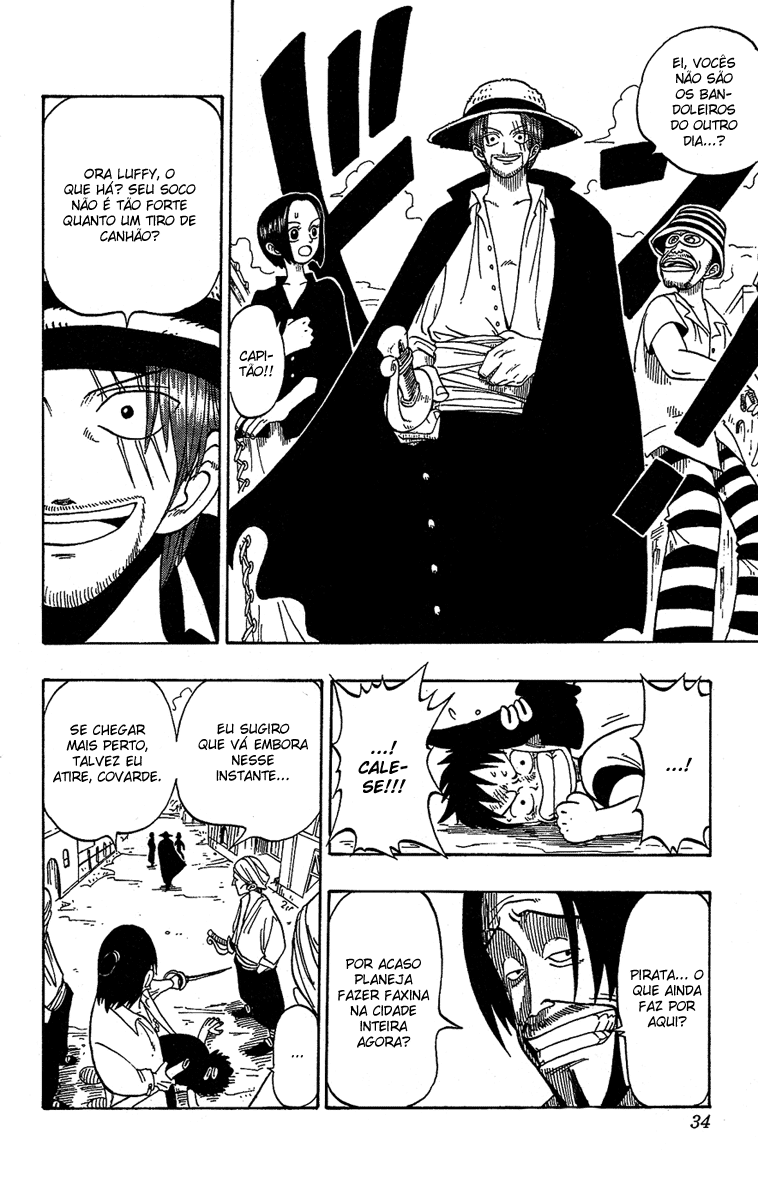 EI, VOCÊS
NÃO SÃO
OS BAN-
DOLEIROS
DO OUTRO
DIA...?
CAPI-
TÃO!!
ORA LUFFY, O
QUE HÁ? SEU SOCO
NÃO É TÃO FORTE
QUANTO UM TIRO DE
CANHÃO?
...!
...!
CALE-
SE!!!
PIRATA... O
QUE AINDA
FAZ POR
AQUI?
POR ACASO
PLANEJA
FAZER FAXINA
NA CIDADE
INTEIRA
AGORA?
EU SUGIRO
QUE VÁ EMBORA
NESSE
INSTANTE...
SE CHEGAR
MAIS PERTO,
TALVEZ EU
ATIRE, COVARDE.
...
34